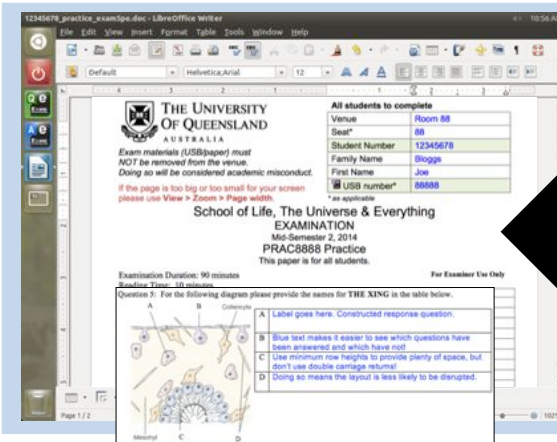 12345678_practice_exam5pe.doc - LibreOffice Writer
10:56 A
File Edit View Insert Format Table Tools Window Help
Default
Helvetica;Arial
12
THE UNIVERSITY
OF QUEENSLAND
AUSTRALIA
Exam materials (USB/paper) must
NOT be removed from the venue.
Doing so will be considered academic misconduct.
If the page is too big or too small for your screen
please use View > Zoom > Page width.
All students to complete
Venue Room 88
Seat* 88
Student Number 12345678
Family Name Bloggs
First Name Joe
USB number* 88888
* as applicable
School of Life, The Universe & Everything
EXAMINATION
Mid-Semester 2, 2014
PRAC8888 Practice
This paper is for all students.
Examination Duration: 90 minutes
For Examiner Use Only
Reading Time: 10 minutes
Question 5: For the following diagram please provide the names for THE XING in the table below.
A B Collencyte
A Label goes here. Constructed response question.
B Blue text makes it easier to see which questions have
been answered and which have not!
C Use minimum row heights to provide plenty of space, but
don't use double carriage returns!
D Doing so means the layout is less likely to be disrupted.
Mesohyl C D
Page 1 / 2